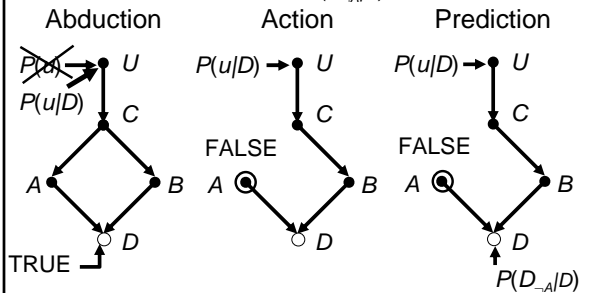 Abduction Action Prediction
P(u) U P(u|D) U P(u|D) U
P(u|D)
C C C
FALSE FALSE
A B A B A B
D D D
TRUE
P(D¬A|D)